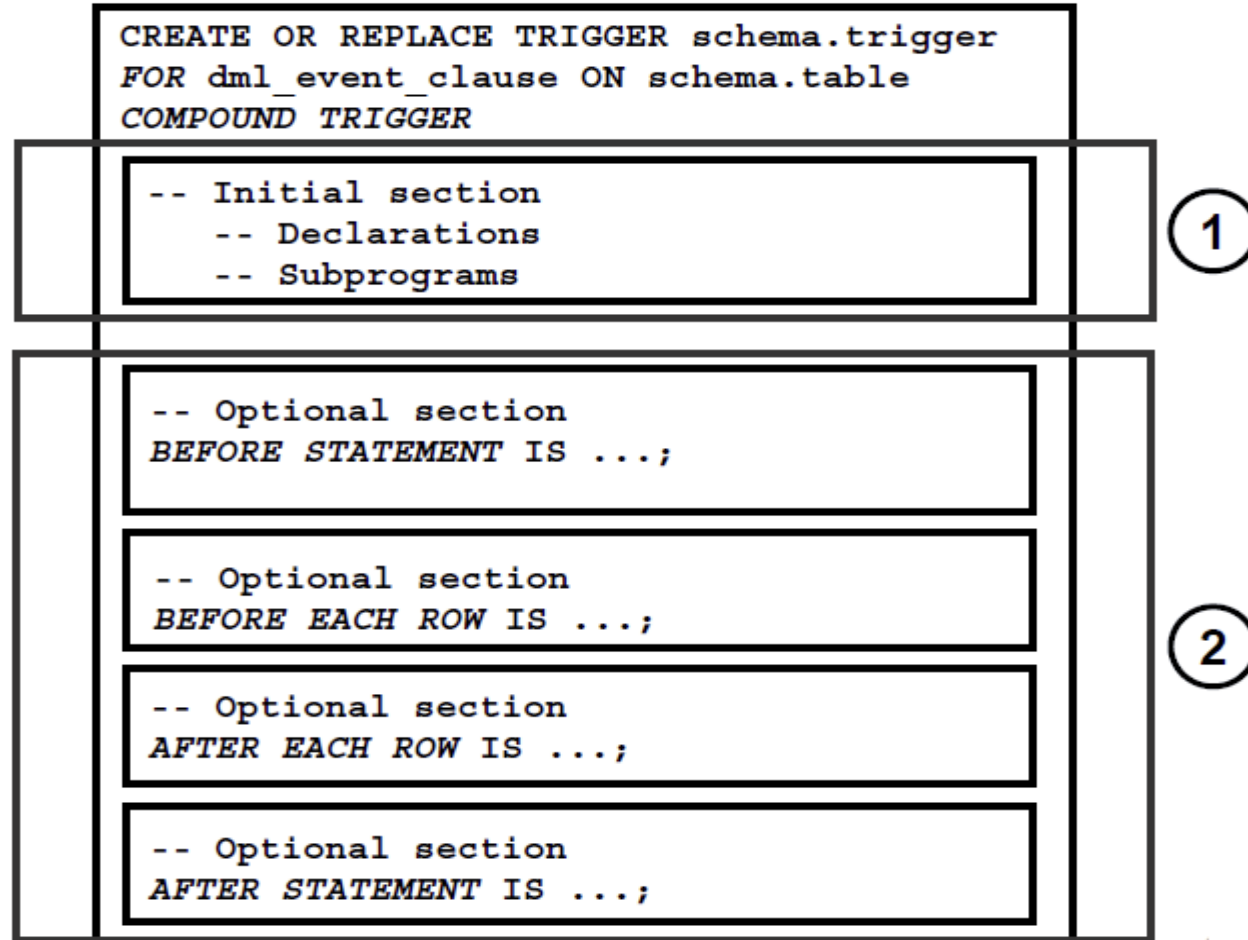 CREATE OR REPLACE TRIGGER schema.trigger
FOR dml_event_clause ON schema.table
COMPOUND TRIGGER
-- Initial section
-- Declarations
-- Subprograms
1
-- Optional section
BEFORE STATEMENT IS ...;
-- Optional section
BEFORE EACH ROW IS ...;
2
-- Optional section
AFTER EACH ROW IS ...;
-- Optional section
AFTER STATEMENT IS ...;